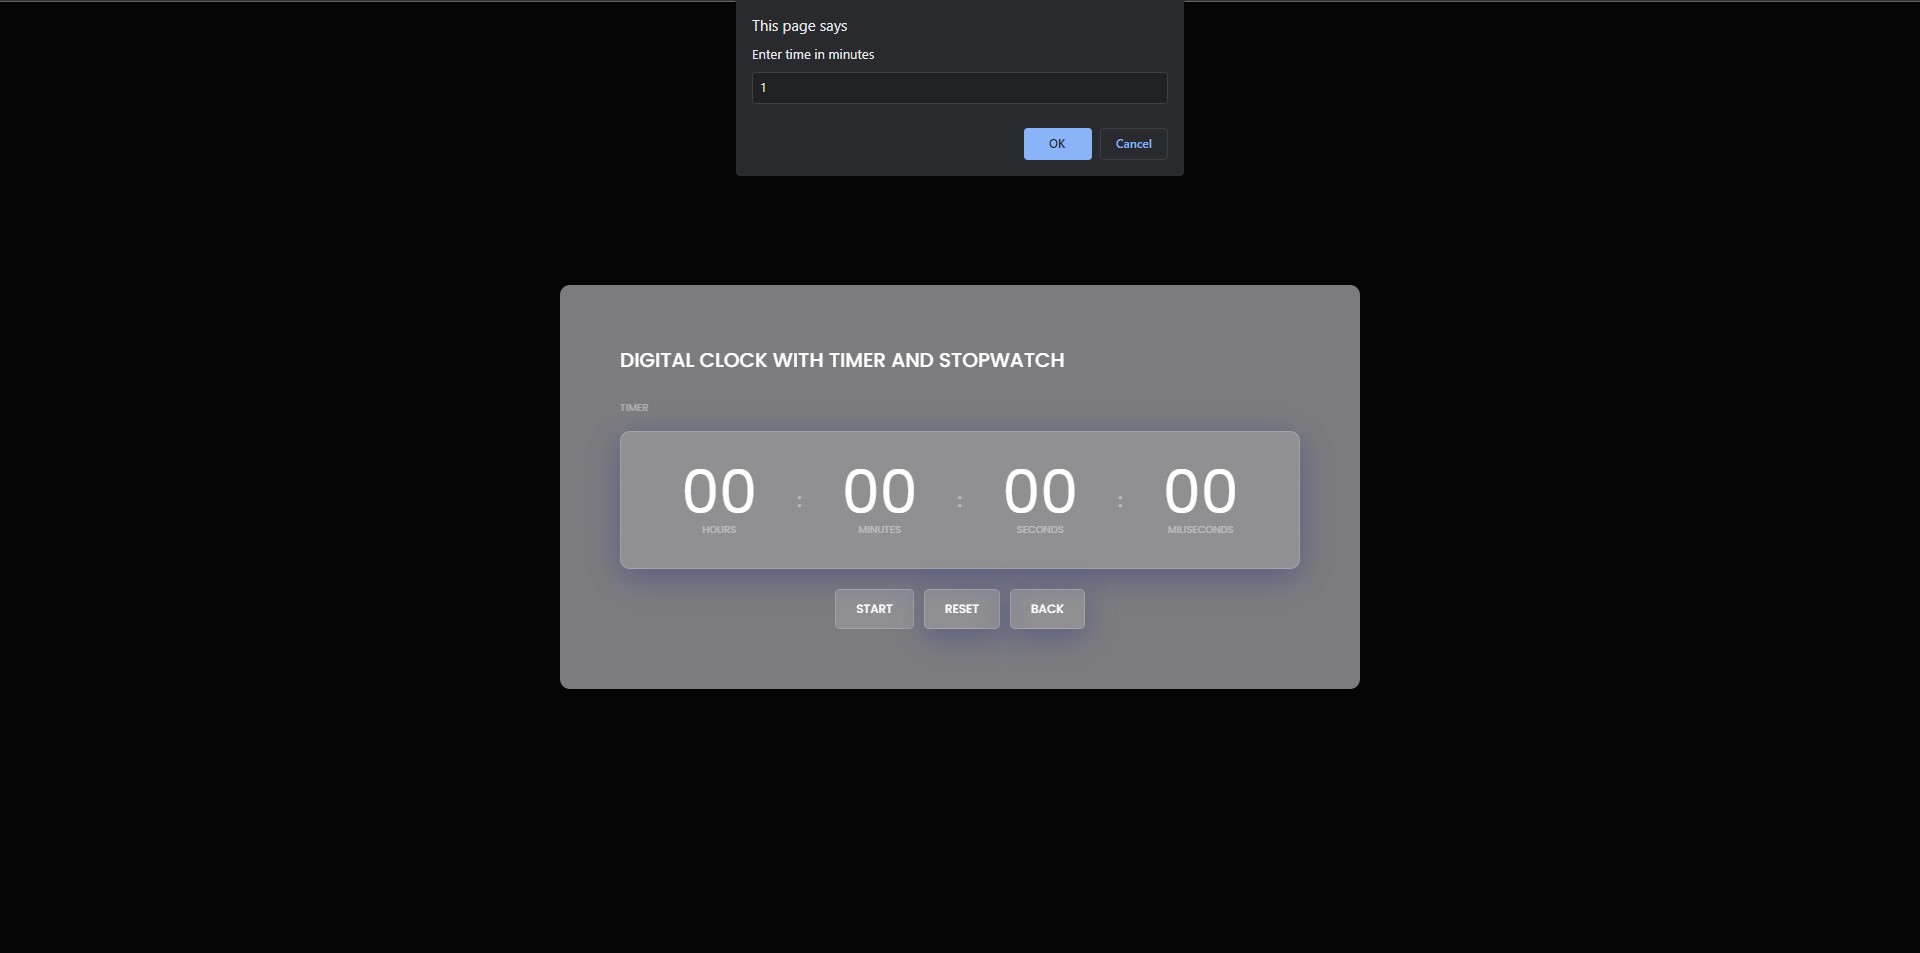 This page says
Enter time in minutes
1
OK Cancel
DIGITAL CLOCK WITH TIMER AND STOPWATCH
TIMER
00 : 00 : 00 : 00
HOURS MINUTES SECONDS MILISECONDS
START RESET BACK